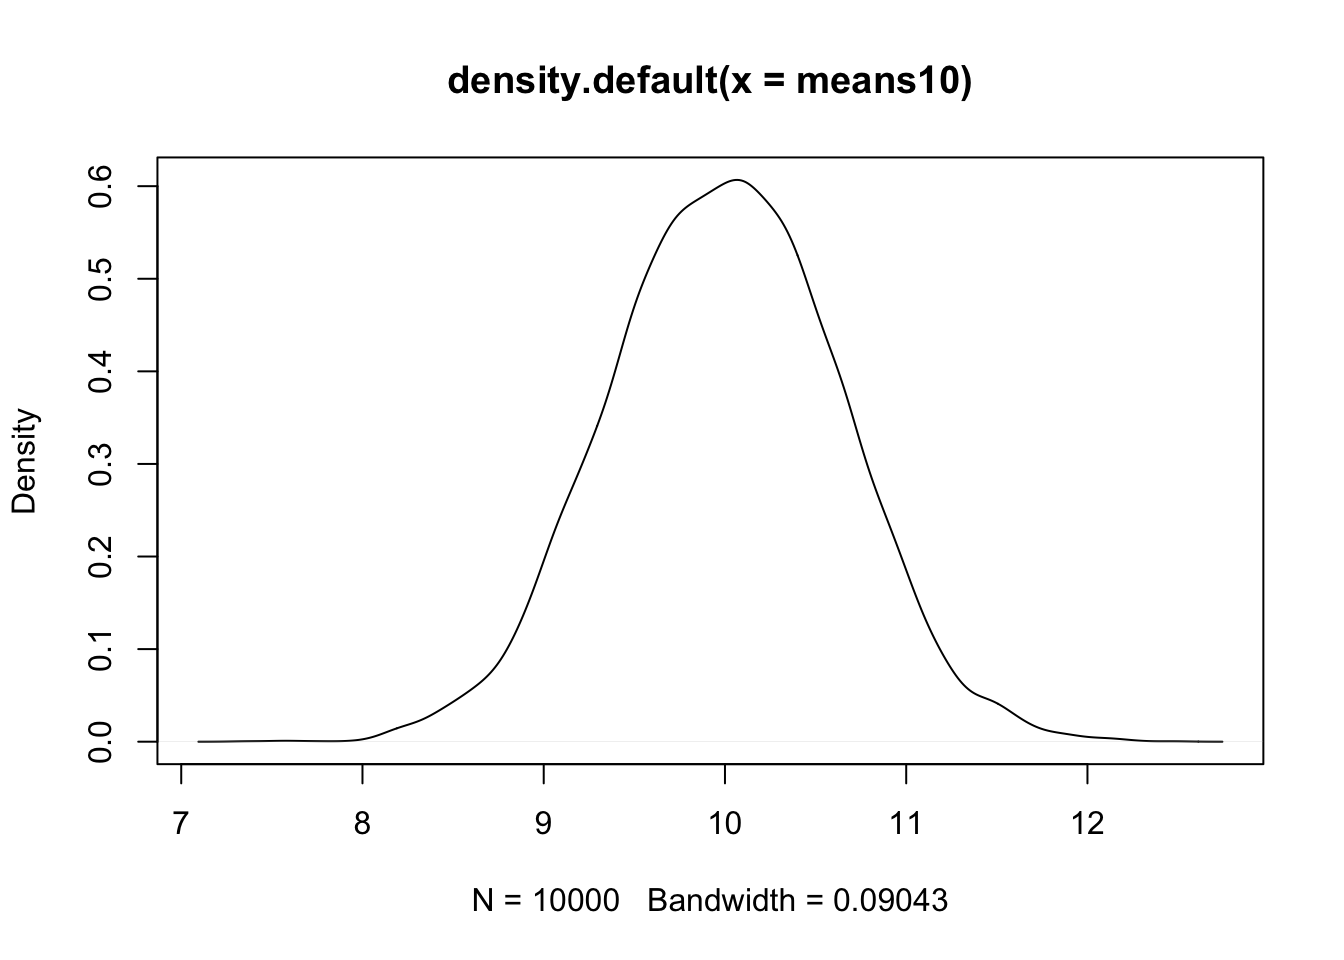 density.default(x = means10)
Density
0.6
0.5
0.4
0.3
0.2
0.1
0.0
7 8 9 10 11 12
N = 10000   Bandwidth = 0.09043